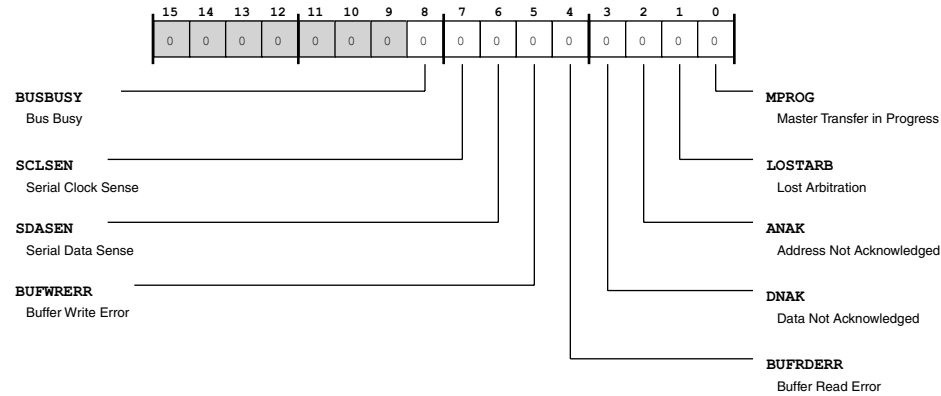 15 14 13 12 11 10 9 8 7 6 5 4 3 2 1 0
0 0 0 0 0 0 0 0 0 0 0 0 0 0 0 0
BUSBUSY
Bus Busy
SCLSEN
Serial Clock Sense
SDASEN
Serial Data Sense
BUFWRERR
Buffer Write Error
MPROG
Master Transfer in Progress
LOSTARB
Lost Arbitration
ANAK
Address Not Acknowledged
DNAK
Data Not Acknowledged
BUFRDERR
Buffer Read Error